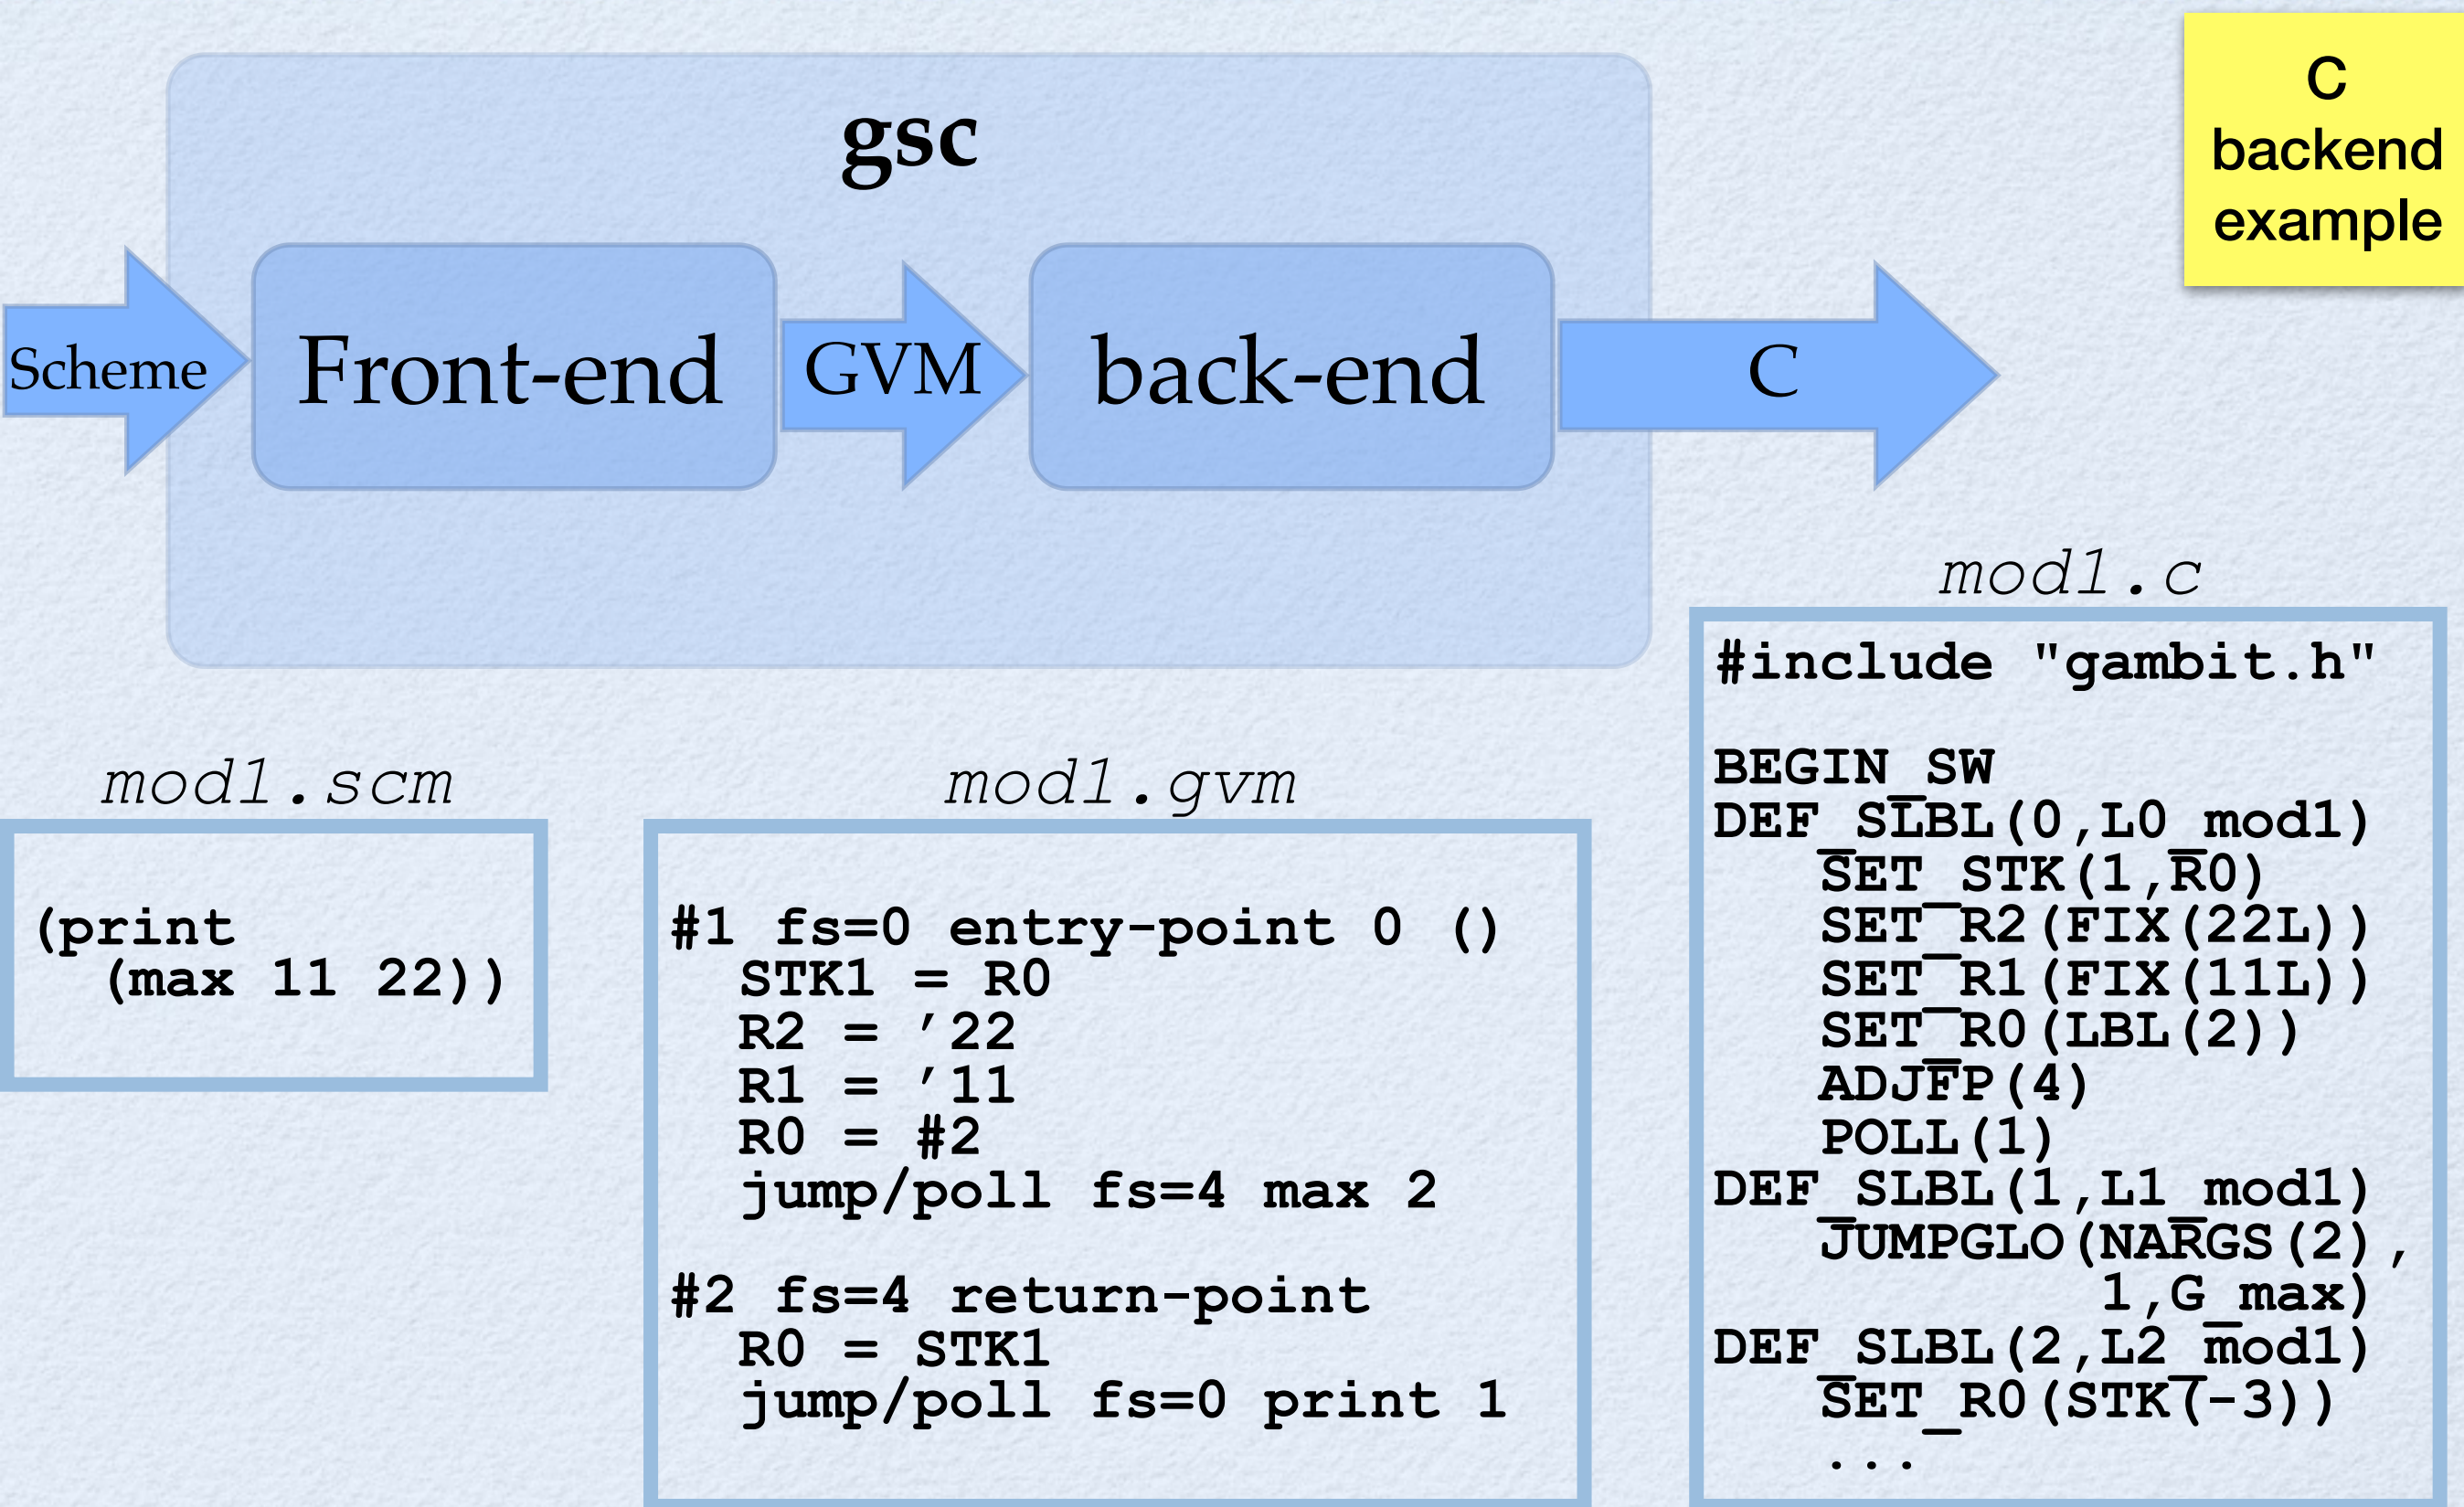 C
backend
example
gsc
Scheme
Front-end
GVM
back-end
C
mod1.scm
(print
  (max 11 22))
mod1.gvm
#1 fs=0 entry-point 0 ()
  STK1 = R0
  R2 = ’22
  R1 = ’11
  R0 = #2
  jump/poll fs=4 max 2
#2 fs=4 return-point
  R0 = STK1
  jump/poll fs=0 print 1
mod1.c
#include "gambit.h"
BEGIN_SW
DEF_SLBL(0,L0_mod1)
   SET_STK(1,R0)
   SET_R2(FIX(22L))
   SET_R1(FIX(11L))
   SET_R0(LBL(2))
   ADJFP(4)
   POLL(1)
DEF_SLBL(1,L1_mod1)
   JUMPGLO(NARGS(2),
           1,G_max)
DEF_SLBL(2,L2_mod1)
   SET_R0(STK(-3))
   ...